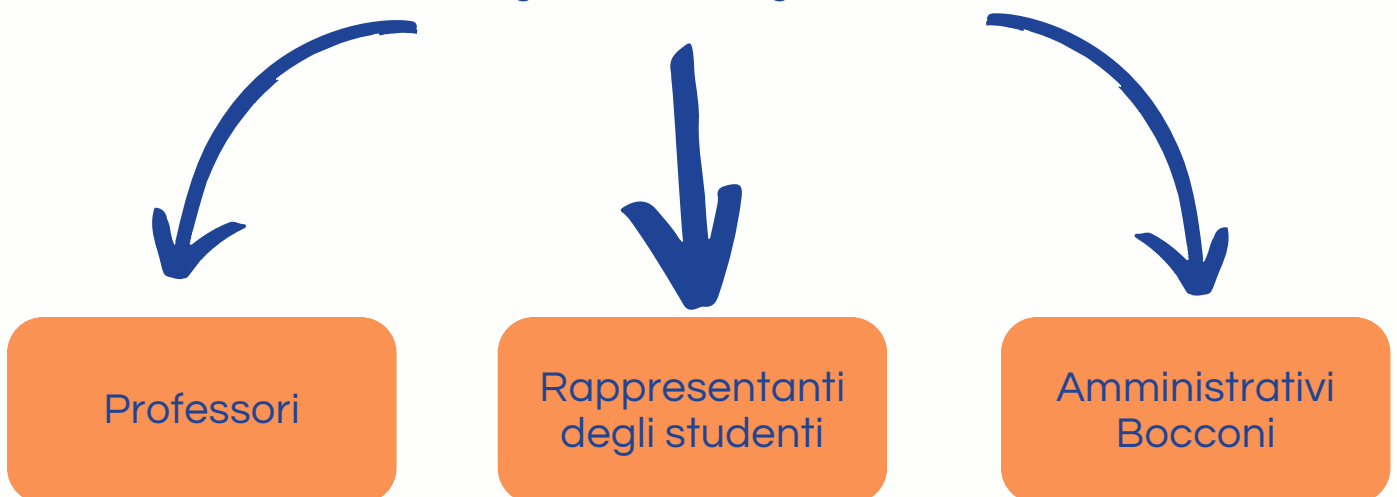 Professori
Rappresentanti
degli studenti
Amministrativi
Bocconi